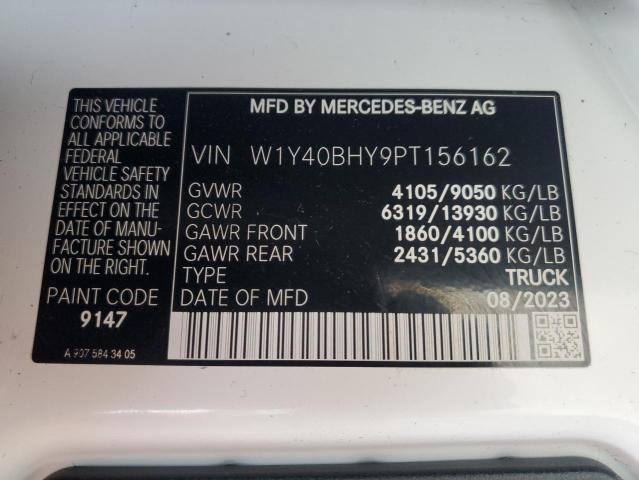 MFD BY MERCEDES-BENZ AG
THIS VEHICLE
CONFORMS TO
ALL APPLICABLE
FEDERAL
VEHICLE SAFETY
STANDARDS IN
EFFECT ON THE
DATE OF MANU-
FACTURE SHOWN
ON THE RIGHT.
PAINT CODE
9147
A 907 584 34 05
VIN W1Y40BHY9PT156162
GVWR 4105/9050 KG/LB
GCWR 6319/13930 KG/LB
GAWR FRONT 1860/4100 KG/LB
GAWR REAR 2431/5360 KG/LB
TYPE TRUCK
DATE OF MFD 08/2023